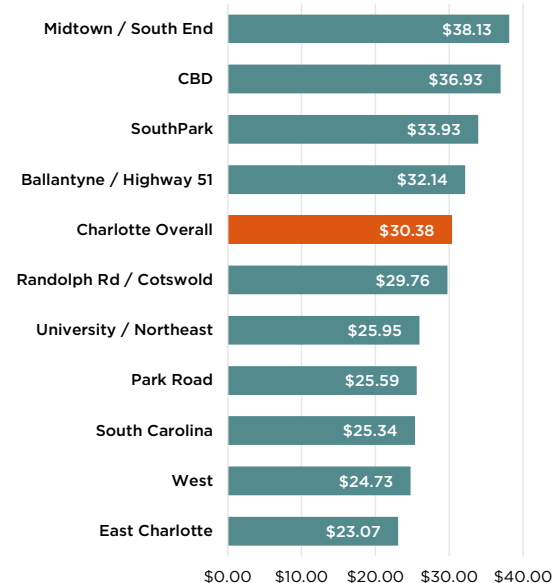 Midtown / South End $38.13
CBD $36.93
SouthPark $33.93
Ballantyne / Highway 51 $32.14
Charlotte Overall $30.38
Randolph Rd / Cotswold $29.76
University / Northeast $25.95
Park Road $25.59
South Carolina $25.34
West $24.73
East Charlotte $23.07
$0.00 $10.00 $20.00 $30.00 $40.00